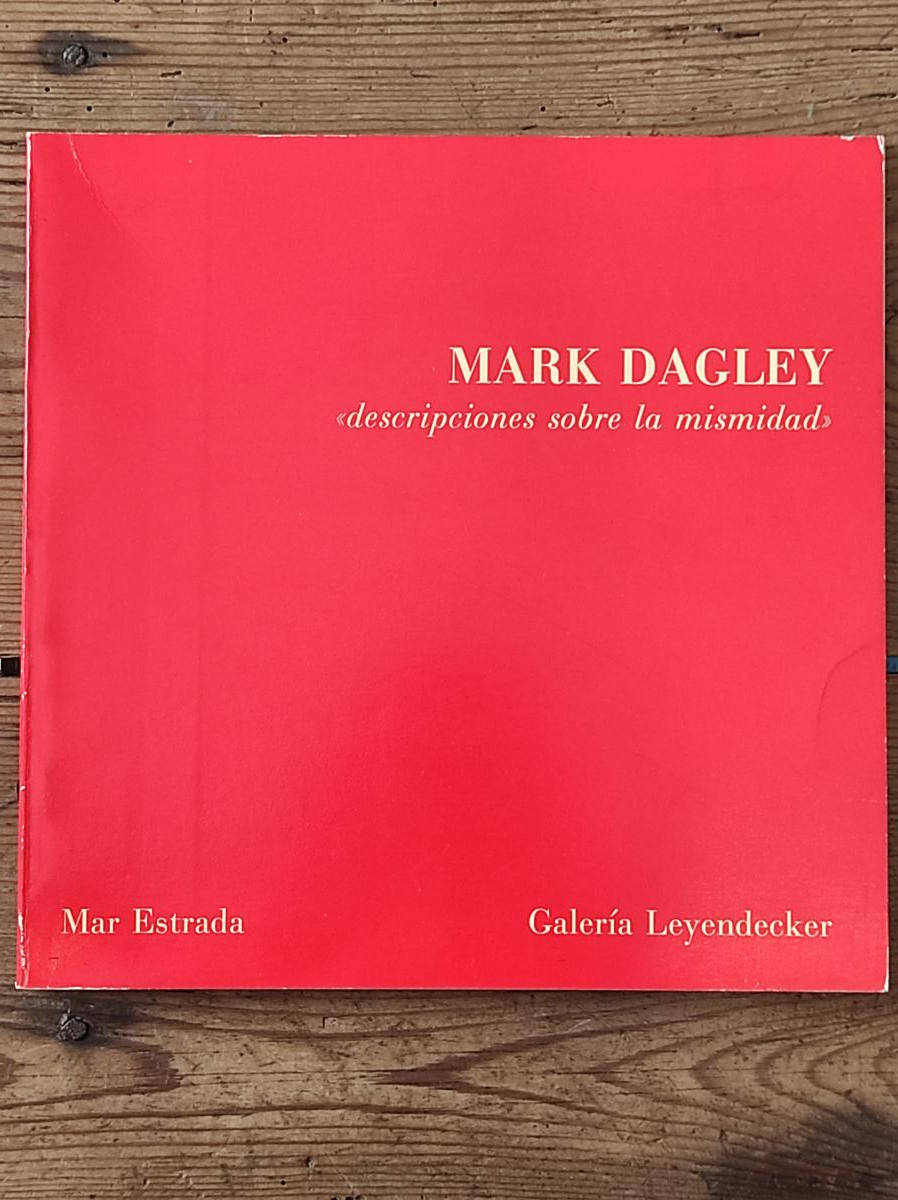 MARK DAGLEY
«descripciones sobre la mismidad»
Mar Estrada
Galería Leyendecker